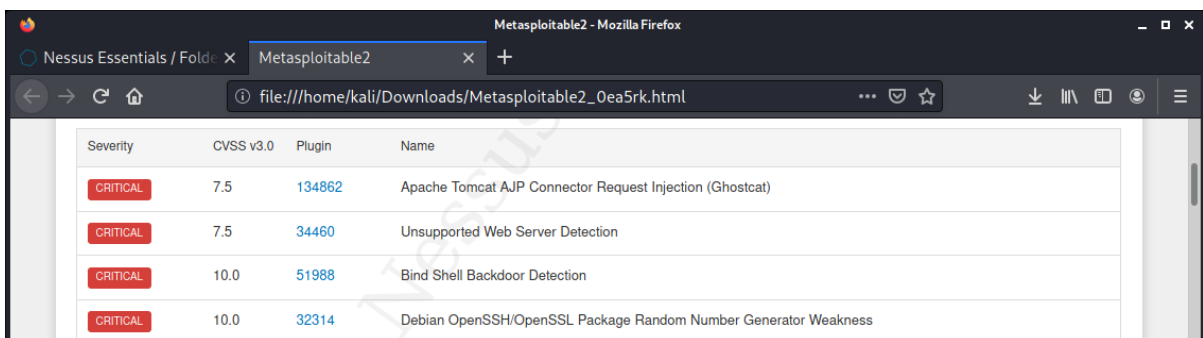 Metasploitable2 - Mozilla Firefox
Nessus Essentials / Folde
Metasploitable2
file:///home/kali/Downloads/Metasploitable2_0ea5rk.html
Severity CVSS v3.0 Plugin Name
CRITICAL 7.5 134862 Apache Tomcat AJP Connector Request Injection (Ghostcat)
CRITICAL 7.5 34460 Unsupported Web Server Detection
CRITICAL 10.0 51988 Bind Shell Backdoor Detection
CRITICAL 10.0 32314 Debian OpenSSH/OpenSSL Package Random Number Generator Weakness
Nessus